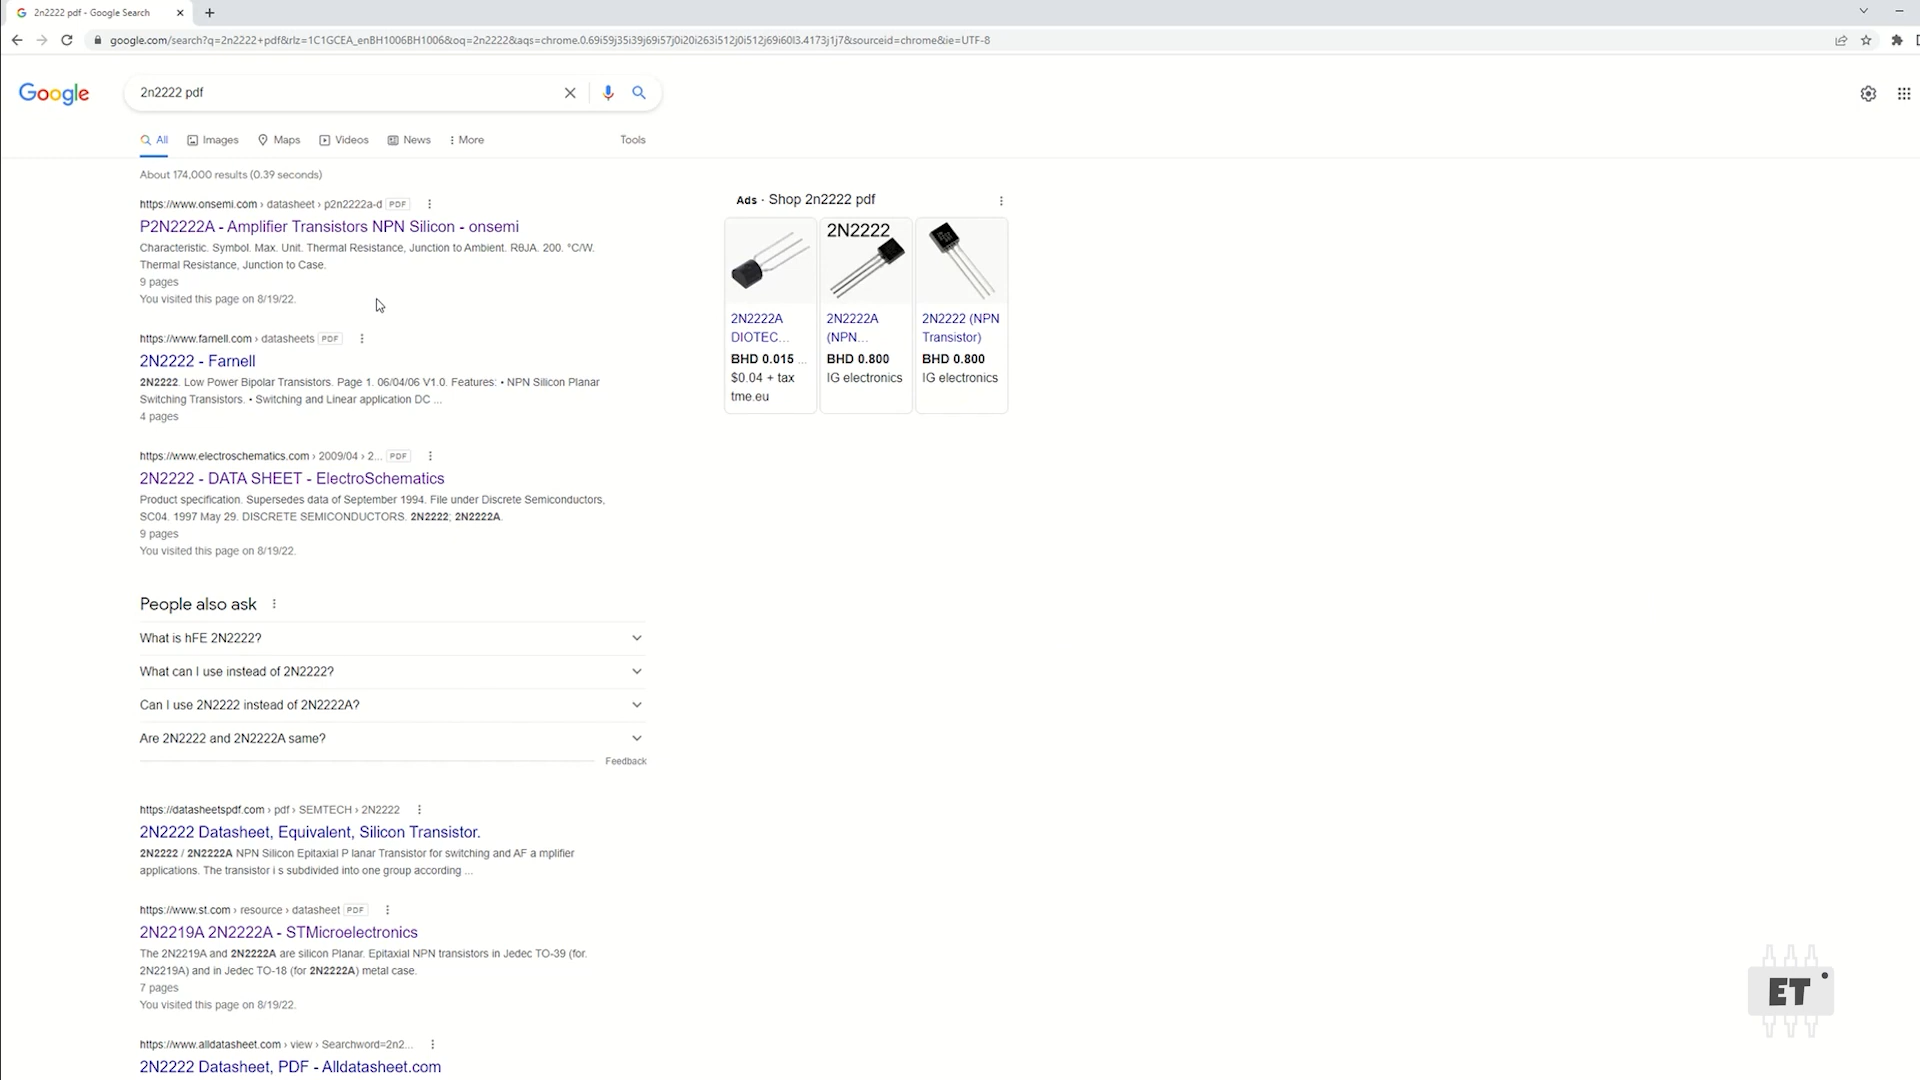 2n2222 pdf - Google Search
google.com/search?q=2n2222+pdf&rlz=1C1GCEA_enBH1006BH1006&oq=2n2222&aqs=chrome.0.69i59j35i39j69i57j0i20i263i512j0i512j69i60l3.4173j1j7&sourceid=chrome&ie=UTF-8
Google
2n2222 pdf
All Images Maps Videos News More Tools
About 174,000 results (0.39 seconds)
https://www.onsemi.com › datasheet › p2n2222a-d PDF
P2N2222A - Amplifier Transistors NPN Silicon - onsemi
Characteristic. Symbol. Max. Unit. Thermal Resistance, Junction to Ambient. RθJA. 200. °C/W.
Thermal Resistance, Junction to Case.
9 pages
You visited this page on 8/19/22.
https://www.farnell.com › datasheets PDF
2N2222 - Farnell
2N2222. Low Power Bipolar Transistors. Page 1. 06/04/06 V1.0. Features: • NPN Silicon Planar
Switching Transistors. • Switching and Linear application DC ...
4 pages
https://www.electroschematics.com › 2009/04 › 2... PDF
2N2222 - DATA SHEET - ElectroSchematics
Product specification. Supersedes data of September 1994. File under Discrete Semiconductors,
SC04. 1997 May 29. DISCRETE SEMICONDUCTORS. 2N2222; 2N2222A.
9 pages
You visited this page on 8/19/22.
People also ask
What is hFE 2N2222?
What can I use instead of 2N2222?
Can I use 2N2222 instead of 2N2222A?
Are 2N2222 and 2N2222A same?
Feedback
https://datasheetspdf.com › pdf › SEMTECH › 2N2222
2N2222 Datasheet, Equivalent, Silicon Transistor.
2N2222 / 2N2222A NPN Silicon Epitaxial P lanar Transistor for switching and AF a mplifier
applications. The transistor i s subdivided into one group according ...
https://www.st.com › resource › datasheet PDF
2N2219A 2N2222A - STMicroelectronics
The 2N2219A and 2N2222A are silicon Planar. Epitaxial NPN transistors in Jedec TO-39 (for.
2N2219A) and in Jedec TO-18 (for 2N2222A) metal case.
7 pages
You visited this page on 8/19/22.
https://www.alldatasheet.com › view › Searchword=2n2...
2N2222 Datasheet, PDF - Alldatasheet.com
Ads · Shop 2n2222 pdf
2N2222
2N2222A
DIOTEC...
BHD 0.015 ...
$0.04 + tax
tme.eu
2N2222A
(NPN...
BHD 0.800
IG electronics
2N2222 (NPN
Transistor)
BHD 0.800
IG electronics
ET